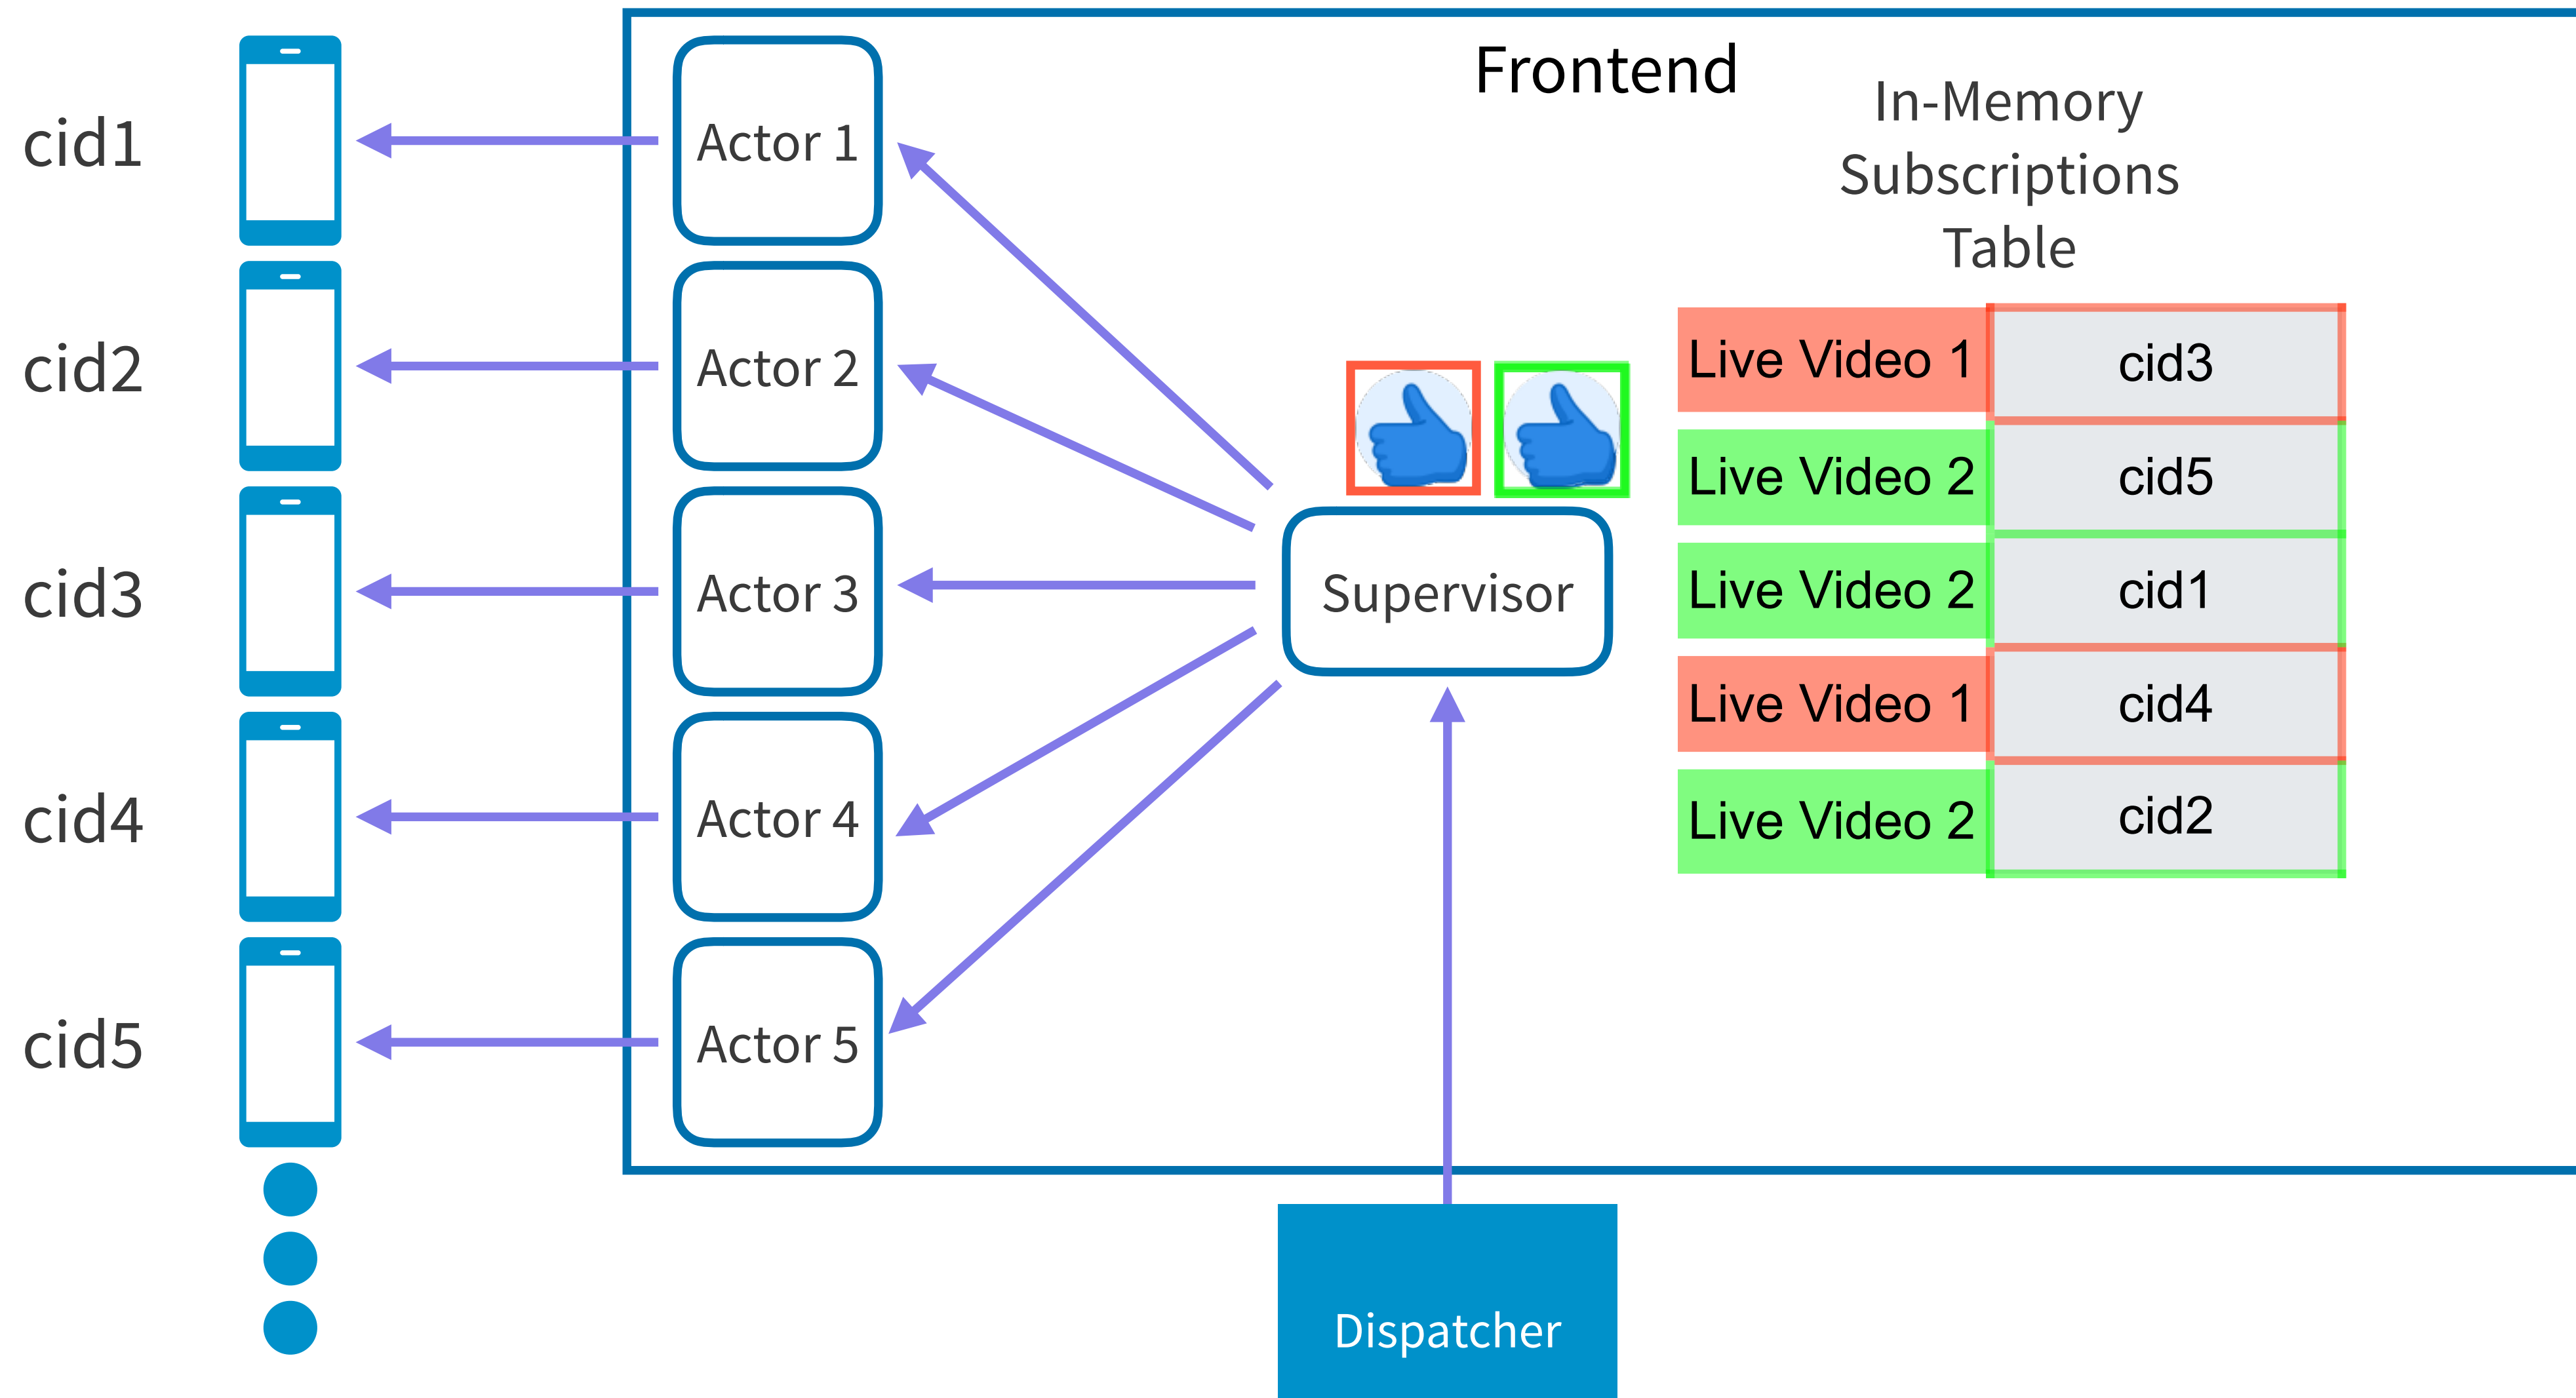 Frontend
In-Memory
Subscriptions
Table
cid1
Actor 1
cid2
Actor 2
cid3
Actor 3
cid4
Actor 4
cid5
Actor 5
Supervisor
Live Video 1 cid3
Live Video 2 cid5
Live Video 2 cid1
Live Video 1 cid4
Live Video 2 cid2
Dispatcher